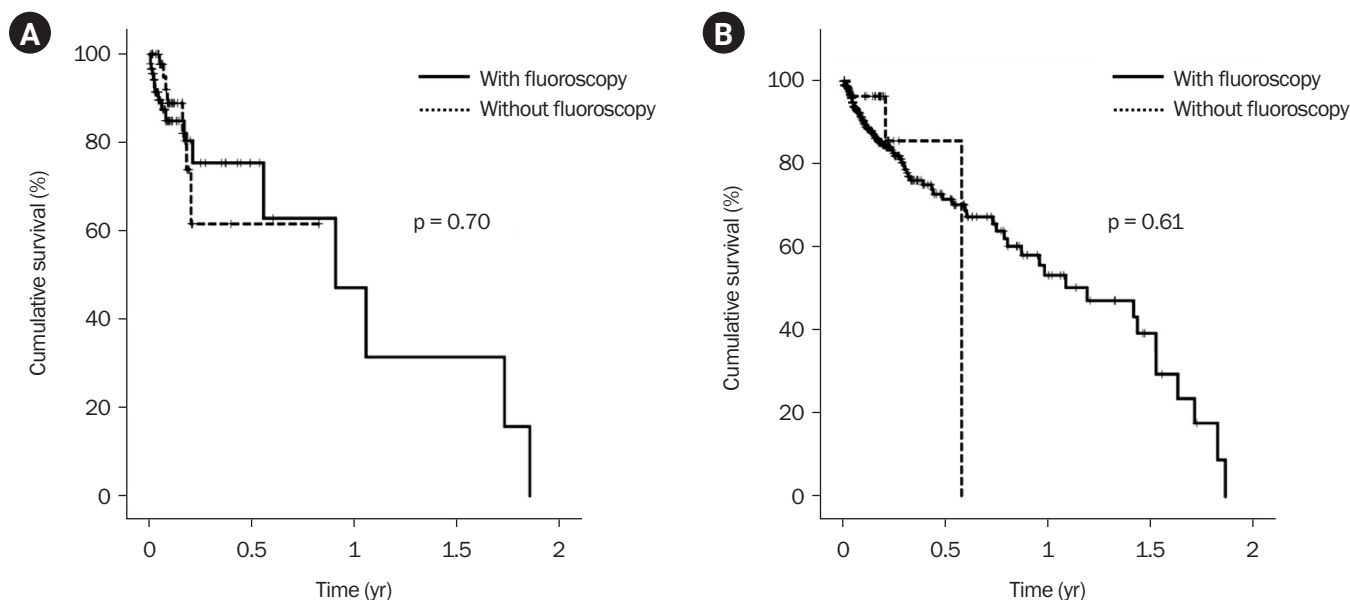 A
Cumulative survival (%)
100
80
60
40
20
0
With fluoroscopy
Without fluoroscopy
p = 0.70
0 0.5 1 1.5 2
Time (yr)
B
Cumulative survival (%)
100
80
60
40
20
0
With fluoroscopy
Without fluoroscopy
p = 0.61
0 0.5 1 1.5 2
Time (yr)